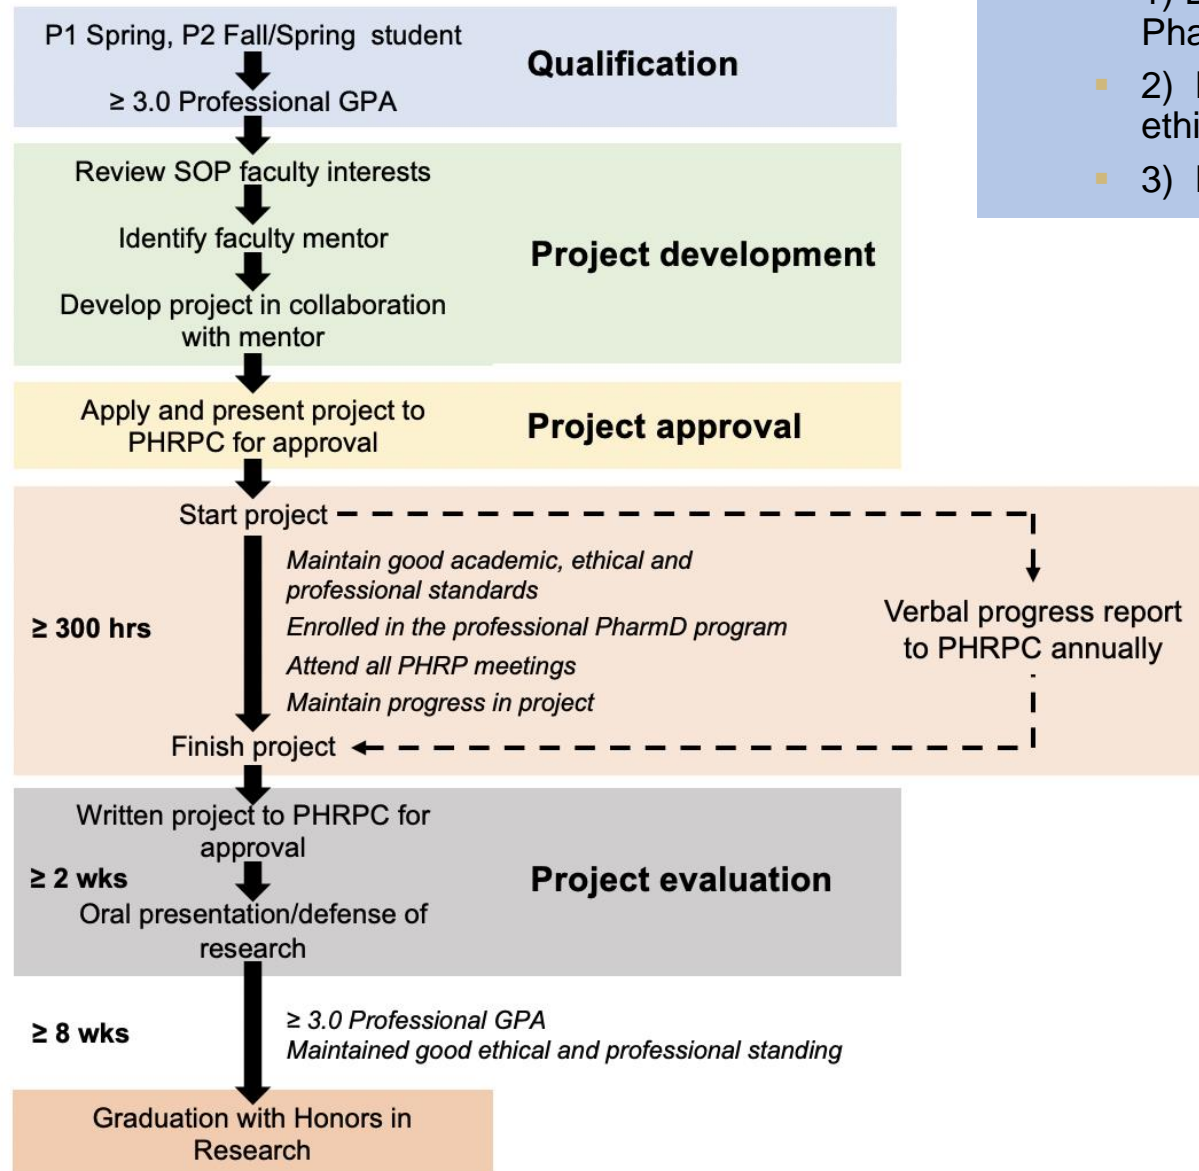 P1 Spring, P2 Fall/Spring student
Qualification
≥ 3.0 Professional GPA
Review SOP faculty interests
Identify faculty mentor
Project development
Develop project in collaboration
with mentor
Apply and present project to
PHRPC for approval
Project approval
Start project
Maintain good academic, ethical and
professional standards
≥ 300 hrs
Enrolled in the professional PharmD program
Attend all PHRP meetings
Maintain progress in project
Verbal progress report
to PHRPC annually
Finish project
Written project to PHRPC for
approval
≥ 2 wks
Project evaluation
Oral presentation/defense of
research
≥ 8 wks
≥ 3.0 Professional GPA
Maintained good ethical and professional standing
Graduation with Honors in
Research
Pha
2)
ethi
3)